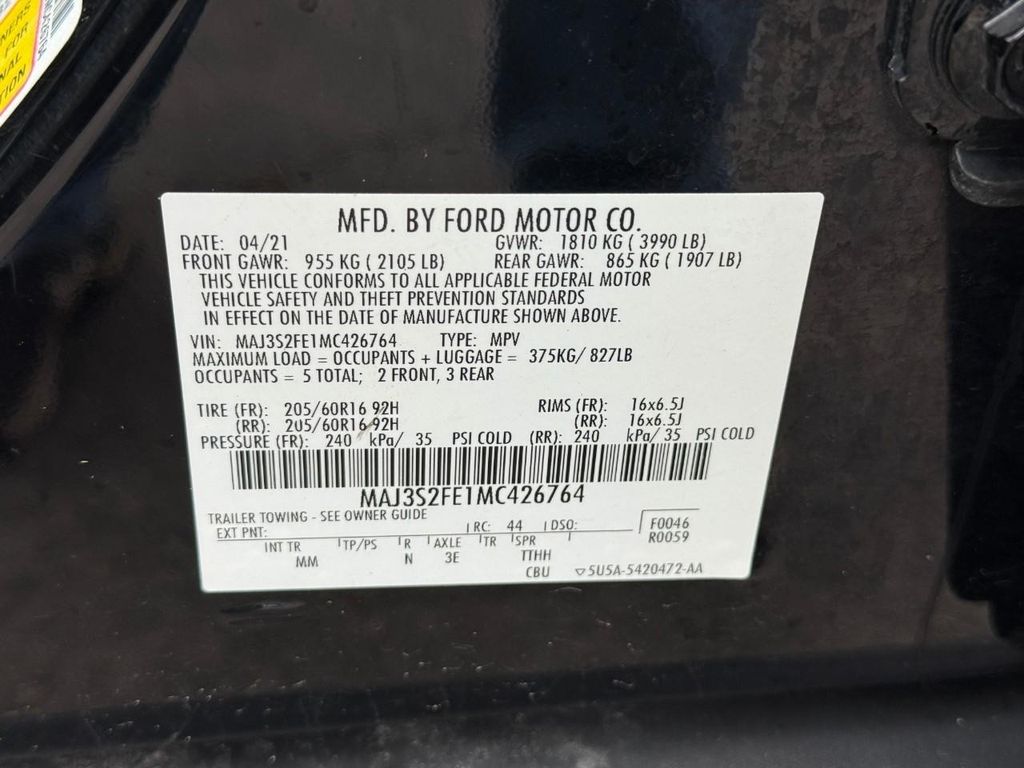 NERS
FOR
NAL
TION
MFD. BY FORD MOTOR CO.
DATE: 04/21 GVWR: 1810 KG ( 3990 LB)
FRONT GAWR: 955 KG ( 2105 LB) REAR GAWR: 865 KG ( 1907 LB)
THIS VEHICLE CONFORMS TO ALL APPLICABLE FEDERAL MOTOR
VEHICLE SAFETY AND THEFT PREVENTION STANDARDS
IN EFFECT ON THE DATE OF MANUFACTURE SHOWN ABOVE.
VIN: MAJ3S2FE1MC426764 TYPE: MPV
MAXIMUM LOAD = OCCUPANTS + LUGGAGE = 375KG/ 827LB
OCCUPANTS = 5 TOTAL; 2 FRONT, 3 REAR
TIRE (FR): 205/60R16 92H RIMS (FR): 16x6.5J
(RR): 205/60R16 92H (RR): 16x6.5J
PRESSURE (FR): 240 kPa/ 35 PSI COLD (RR): 240 kPa/ 35 PSI COLD
MAJ3S2FE1MC426764
TRAILER TOWING - SEE OWNER GUIDE
EXT PNT: RC: 44 DSO: F0046
R0059
INT TR TP/PS R AXLE TR SPR
MM N 3E TTHH
CBU ▽5U5A-5420472-AA